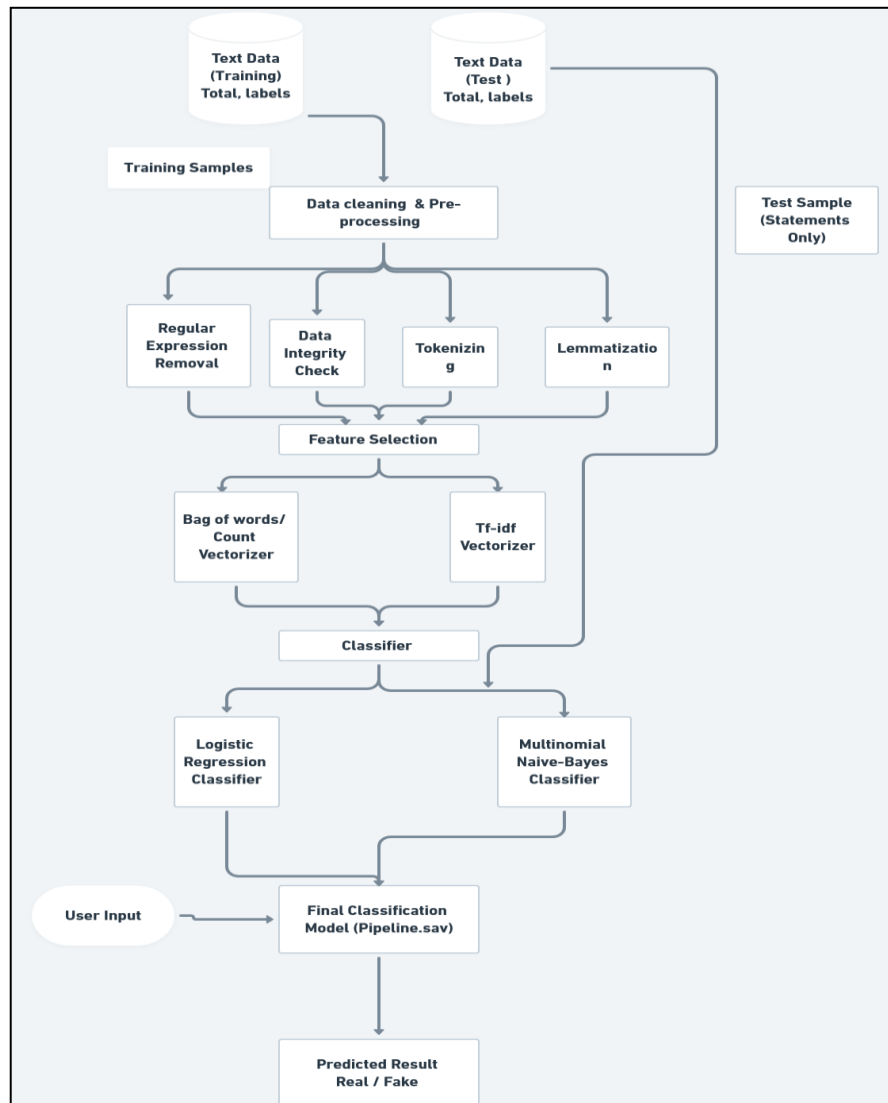 Text Data
(Training)
Total, labels
Text Data
(Test )
Total, labels
Training Samples
Data cleaning & Pre-
processing
Test Sample
(Statements
Only)
Regular
Expression
Removal
Data
Integrity
Check
Tokenizin
g
Lemmatizatio
n
Feature Selection
Bag of words/
Count
Vectorizer
Tf-idf
Vectorizer
Classifier
Logistic
Regression
Classifier
Multinomial
Naive-Bayes
Classifier
User Input
Final Classification
Model (Pipeline.sav)
Predicted Result
Real / Fake